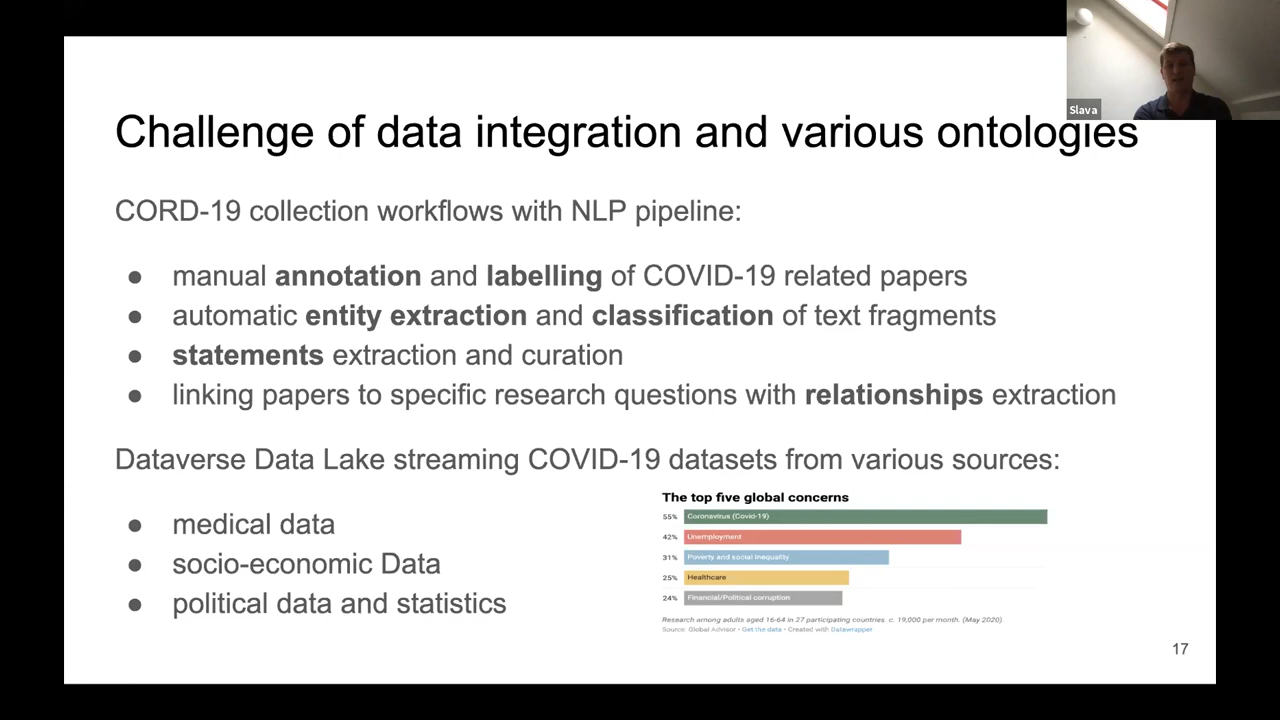 Slava
Challenge of data integration and various ontologies
CORD-19 collection workflows with NLP pipeline:
● manual annotation and labelling of COVID-19 related papers
● automatic entity extraction and classification of text fragments
● statements extraction and curation
● linking papers to specific research questions with relationships extraction
Dataverse Data Lake streaming COVID-19 datasets from various sources:
● medical data
● socio-economic Data
● political data and statistics
The top five global concerns
55% Coronavirus (Covid-19)
42% Unemployment
31% Poverty and social inequality
25% Healthcare
24% Financial/Political corruption
Research among adults aged 16-64 in 27 participating countries. c. 19,000 per month. (May 2020).
Source: Global Advisor • Get the data • Created with Datawrapper
17